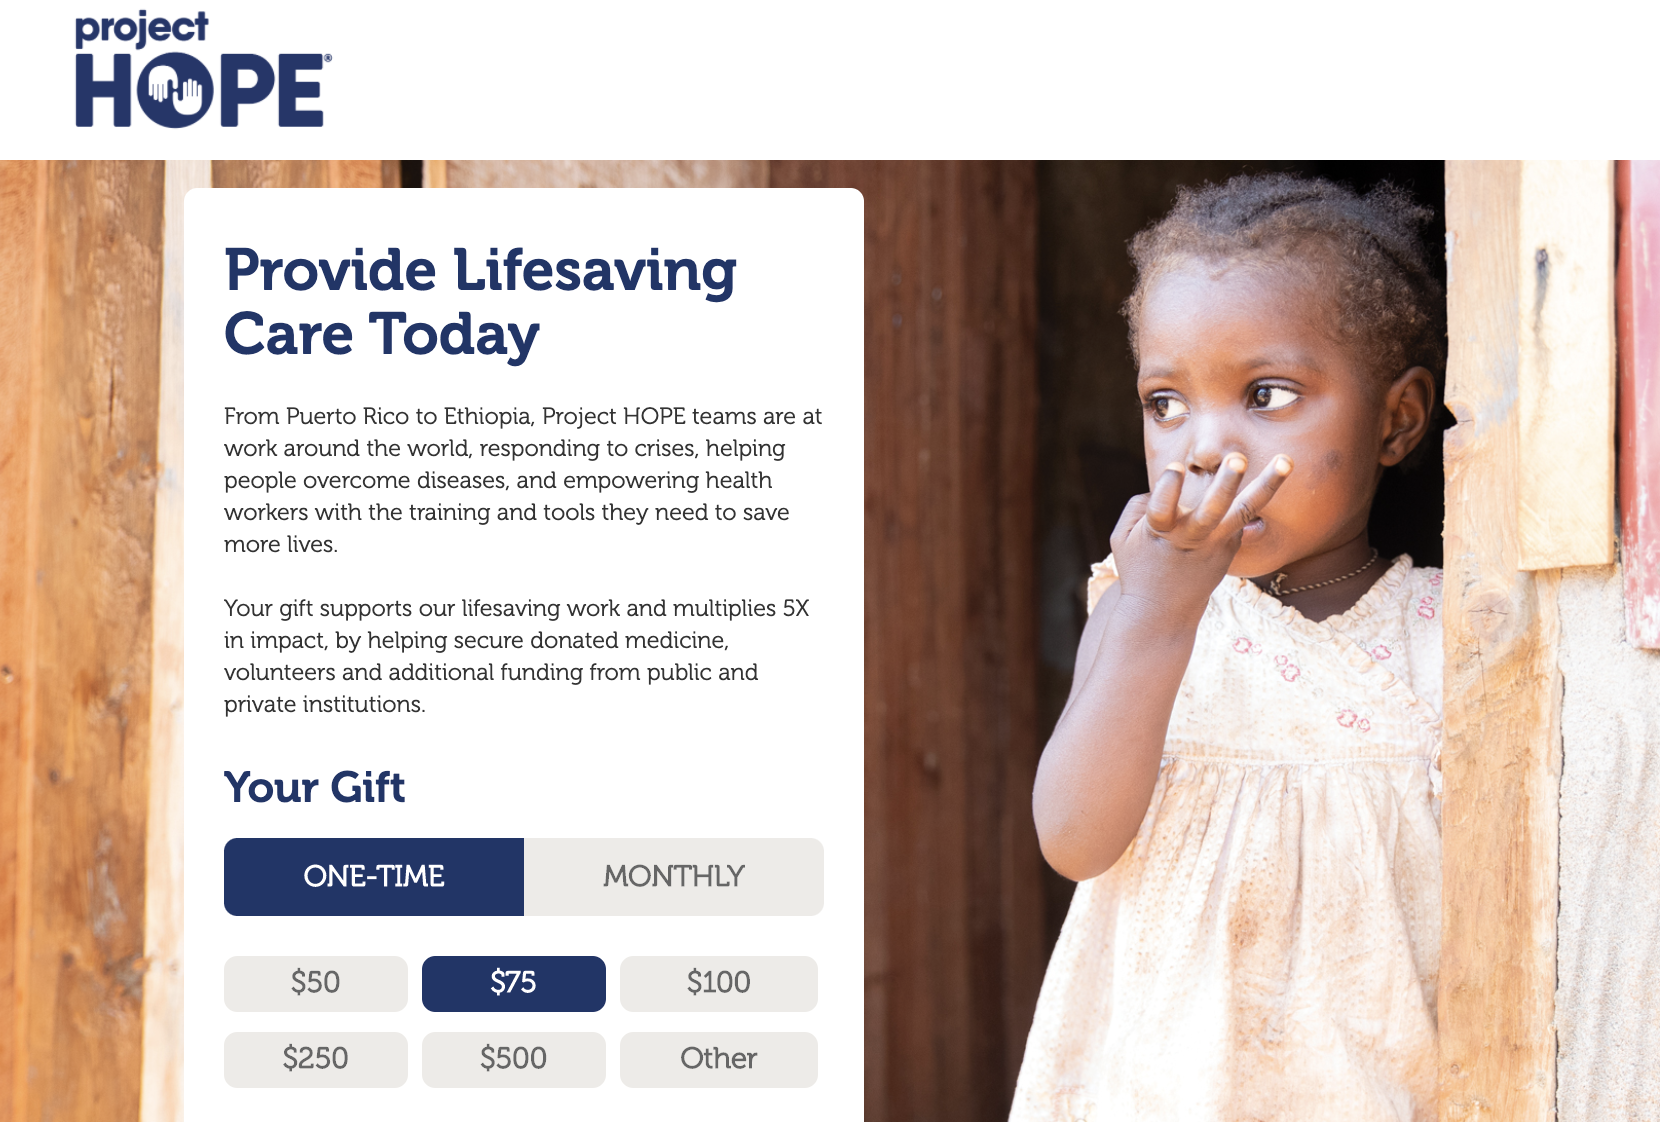 project
HOPE®
Provide Lifesaving
Care Today
From Puerto Rico to Ethiopia, Project HOPE teams are at
work around the world, responding to crises, helping
people overcome diseases, and empowering health
workers with the training and tools they need to save
more lives.
Your gift supports our lifesaving work and multiplies 5X
in impact, by helping secure donated medicine,
volunteers and additional funding from public and
private institutions.
Your Gift
ONE-TIME MONTHLY
$50 $75 $100
$250 $500 Other